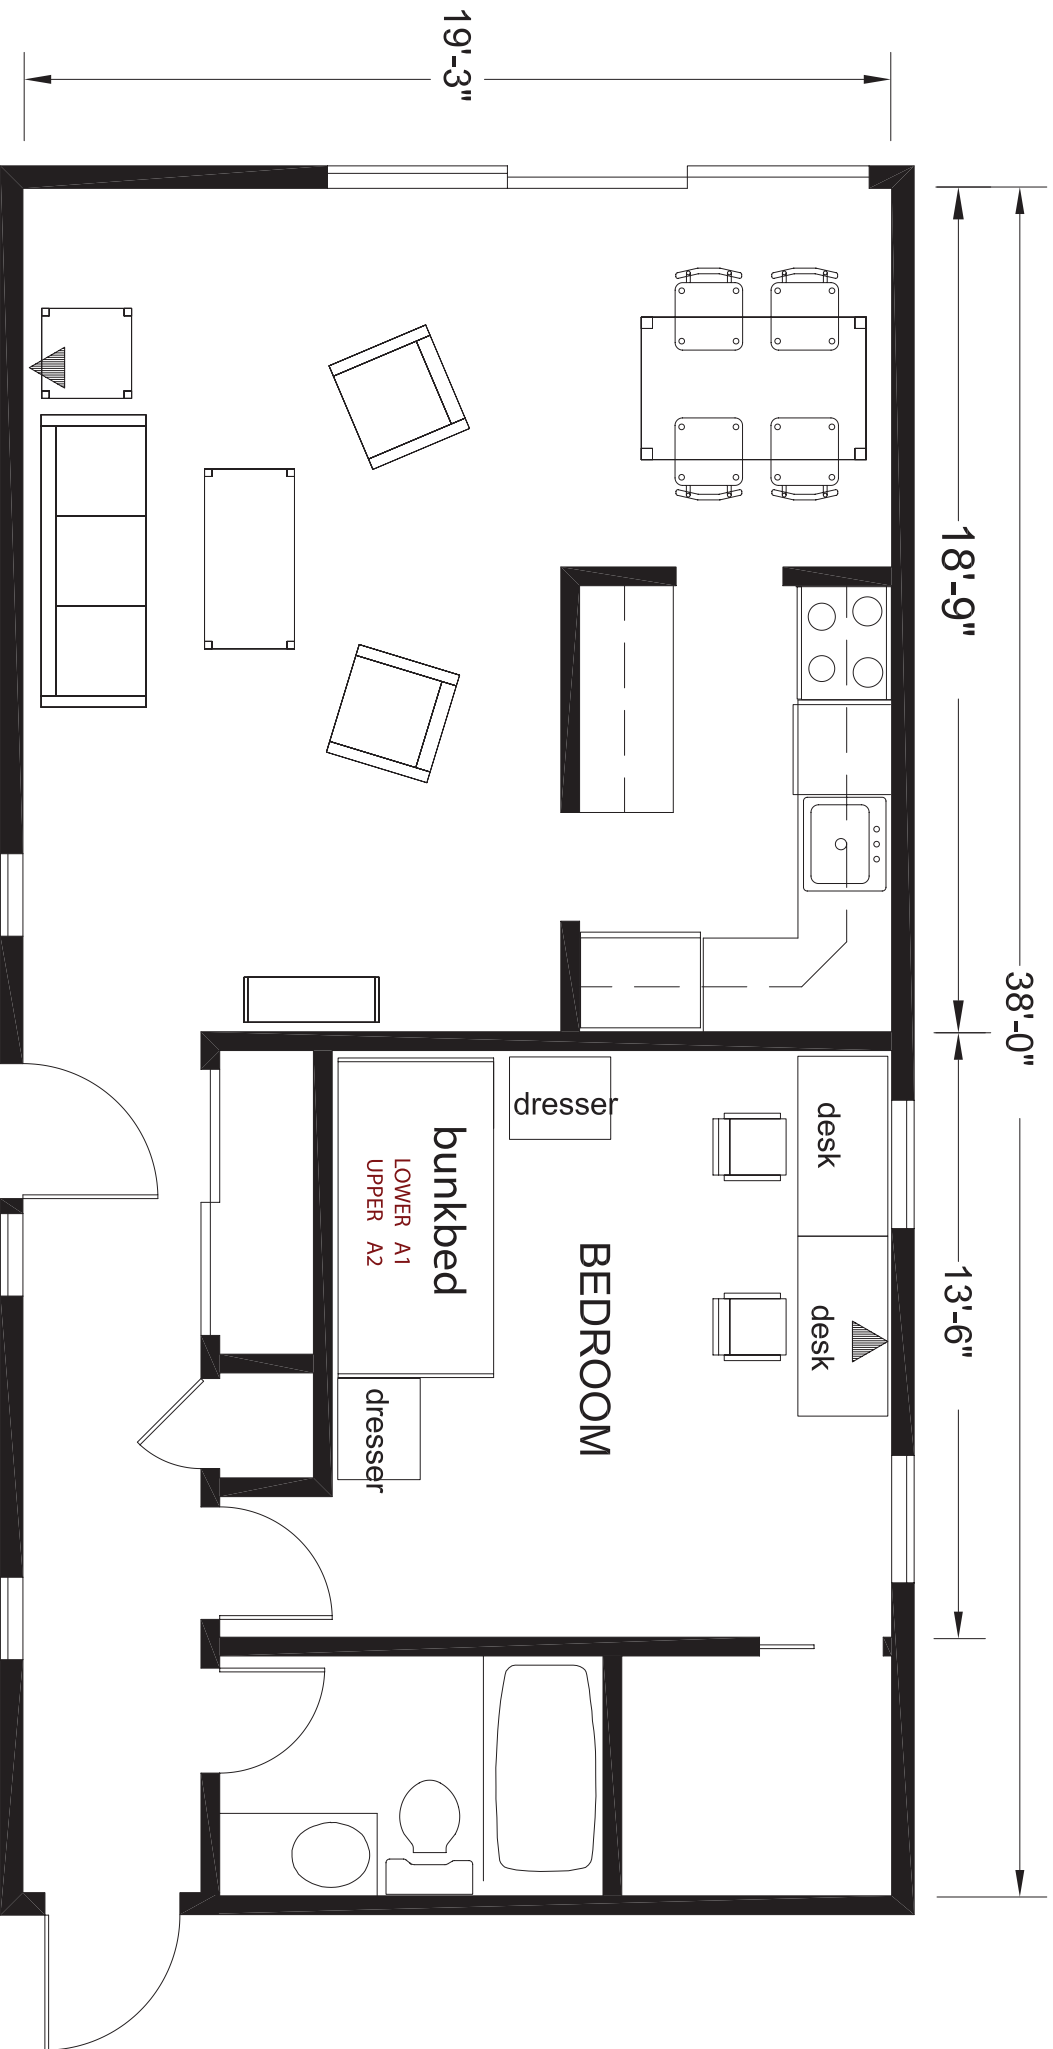 19'-3"
18'-9"
38'-0"
13'-6"
dresser
desk
bunkbed
LOWER A1
UPPER A2
BEDROOM
desk
dresser